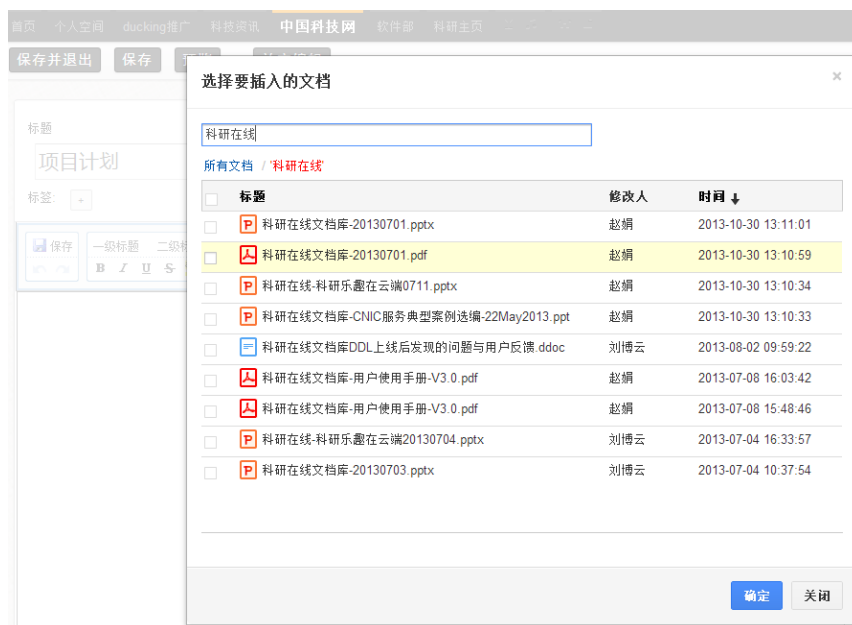 首页 个人空间 ducking推广 科技资讯 中国科技网 软件部 科研主页
保存并退出 保存
选择要插入的文档 ×
标题
科研在线
所有文档 / '科研在线'
项目计划
标签 +
标题 修改人 时间 ↓
科研在线文档库-20130701.pptx 赵娟 2013-10-30 13:11:01
保存 一级标题 二级标
科研在线文档库-20130701.pdf 赵娟 2013-10-30 13:10:59
B I U S
科研在线-科研乐趣在云端0711.pptx 赵娟 2013-10-30 13:10:34
科研在线文档库-CNIC服务典型案例选编-22May2013.ppt 赵娟 2013-10-30 13:10:33
科研在线文档库DDL上线后发现的问题与用户反馈.ddoc 刘博云 2013-08-02 09:59:22
科研在线文档库-用户使用手册-V3.0.pdf 赵娟 2013-07-08 16:03:42
科研在线文档库-用户使用手册-V3.0.pdf 赵娟 2013-07-08 15:48:46
科研在线-科研乐趣在云端20130704.pptx 刘博云 2013-07-04 16:33:57
科研在线文档库-20130703.pptx 刘博云 2013-07-04 10:37:54
确定 关闭